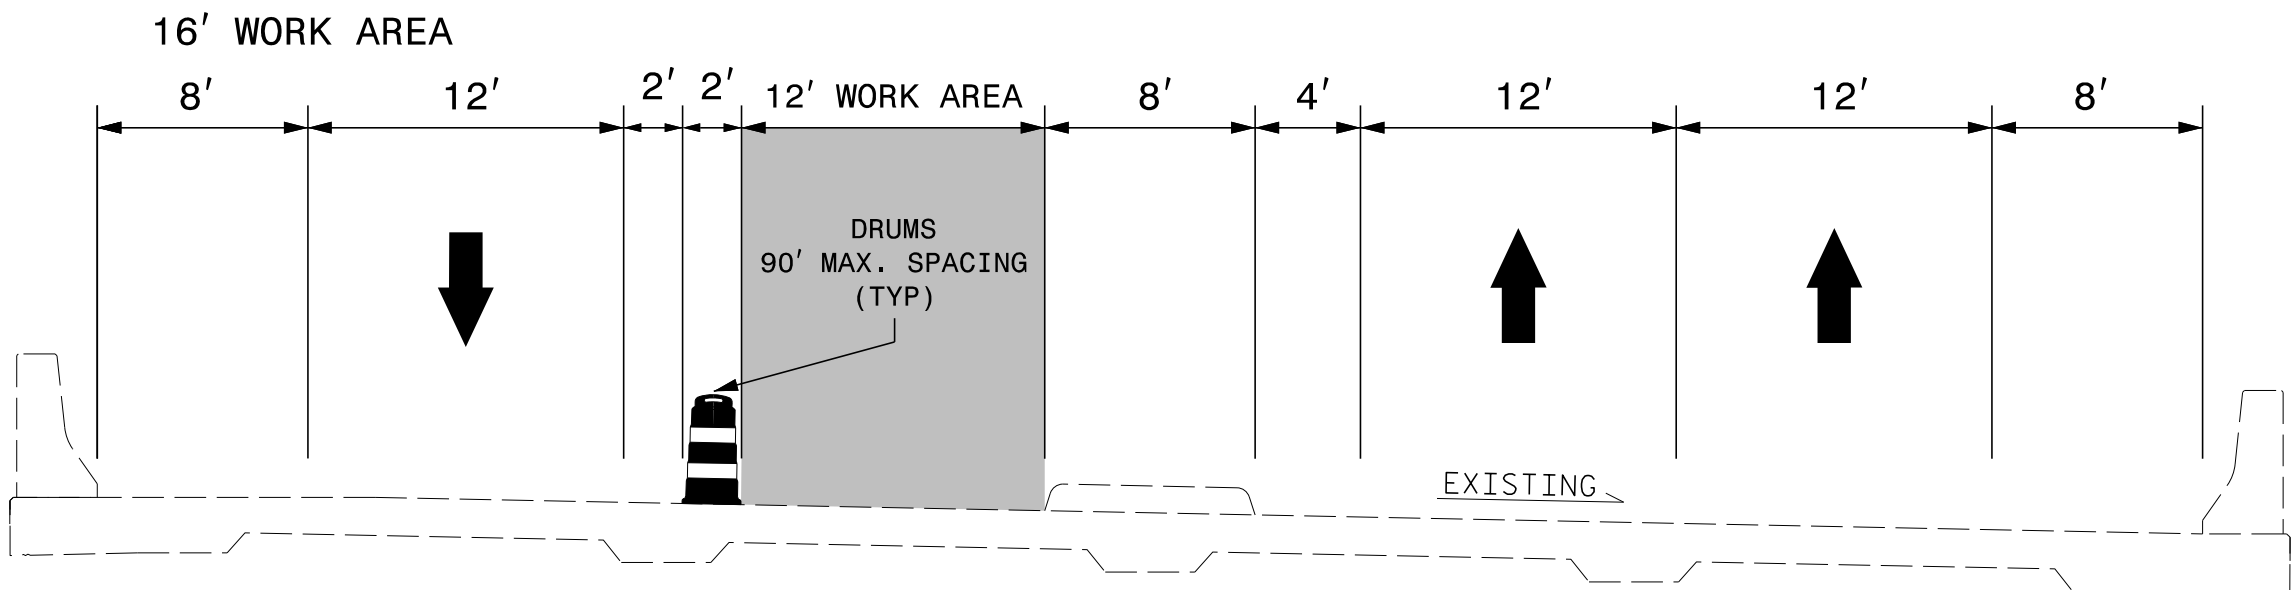 16' WORK AREA
8' 12' 2' 2' 12' WORK AREA 8' 4' 12' 12' 8'
DRUMS
90' MAX. SPACING
(TYP)
EXISTING